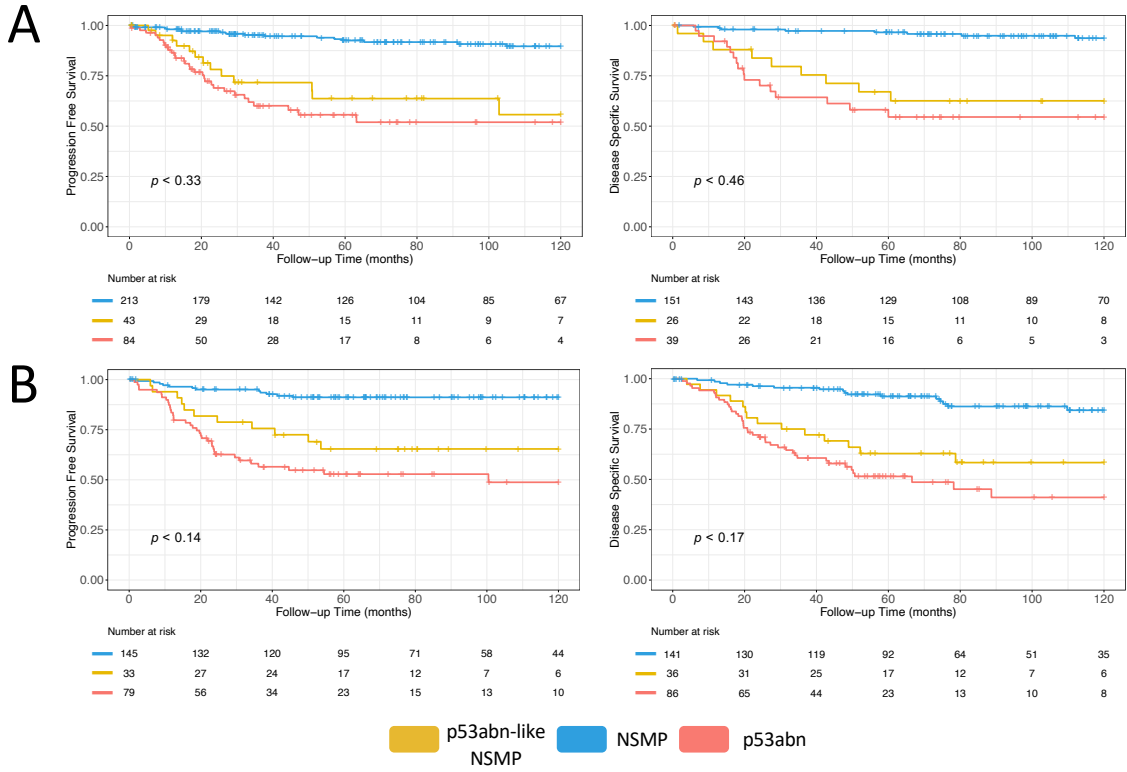 A
Progression Free Survival
1.00
0.75
0.50
0.25
0.00
p < 0.33
0 20 40 60 80 100 120
Follow-up Time (months)
Number at risk
213 179 142 126 104 85 67
43 29 18 15 11 9 7
84 50 28 17 8 6 4
Disease Specific Survival
1.00
0.75
0.50
0.25
0.00
p < 0.46
0 20 40 60 80 100 120
Follow-up Time (months)
Number at risk
151 143 136 129 108 89 70
26 22 18 15 11 10 8
39 26 21 16 6 5 3
B
Progression Free Survival
1.00
0.75
0.50
0.25
0.00
p < 0.14
0 20 40 60 80 100 120
Follow-up Time (months)
Number at risk
145 132 120 95 71 58 44
33 27 24 17 12 7 6
79 56 34 23 15 13 10
Disease Specific Survival
1.00
0.75
0.50
0.25
0.00
p < 0.17
0 20 40 60 80 100 120
Follow-up Time (months)
Number at risk
141 130 119 92 64 51 35
36 31 25 17 12 7 6
86 65 44 23 13 10 8
p53abn-like
NSMP
NSMP
p53abn